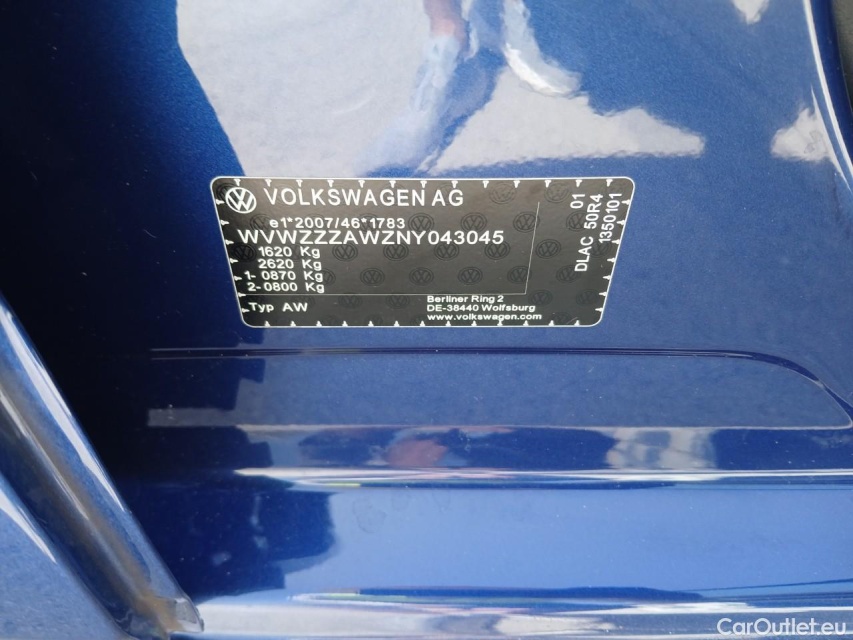 VOLKSWAGEN AG
e1*2007/46*1783
WVWZZZAWZNY043045
1620 Kg
2620 Kg
1- 0870 Kg
2- 0800 Kg
Typ AW
Berliner Ring 2
DE-38440 Wolfsburg
www.volkswagen.com
01
DLAC 50R4
1350101
CarOutlet.eu